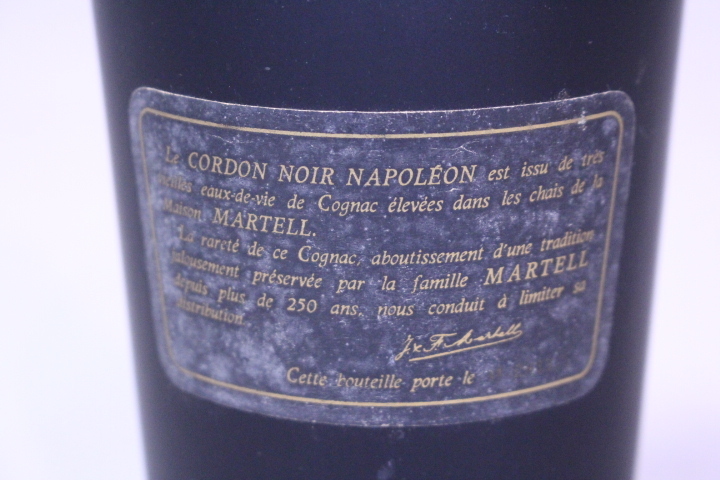 Le CORDON NOIR NAPOLÉON est issu de très
vieilles eaux-de-vie de Cognac élevées dans les chais de la
Maison MARTELL.
La rareté de ce Cognac, aboutissement d'une tradition
jalousement préservée par la famille MARTELL
depuis plus de 250 ans, nous conduit à limiter sa
distribution.
J. & F. Martell
Cette bouteille porte le